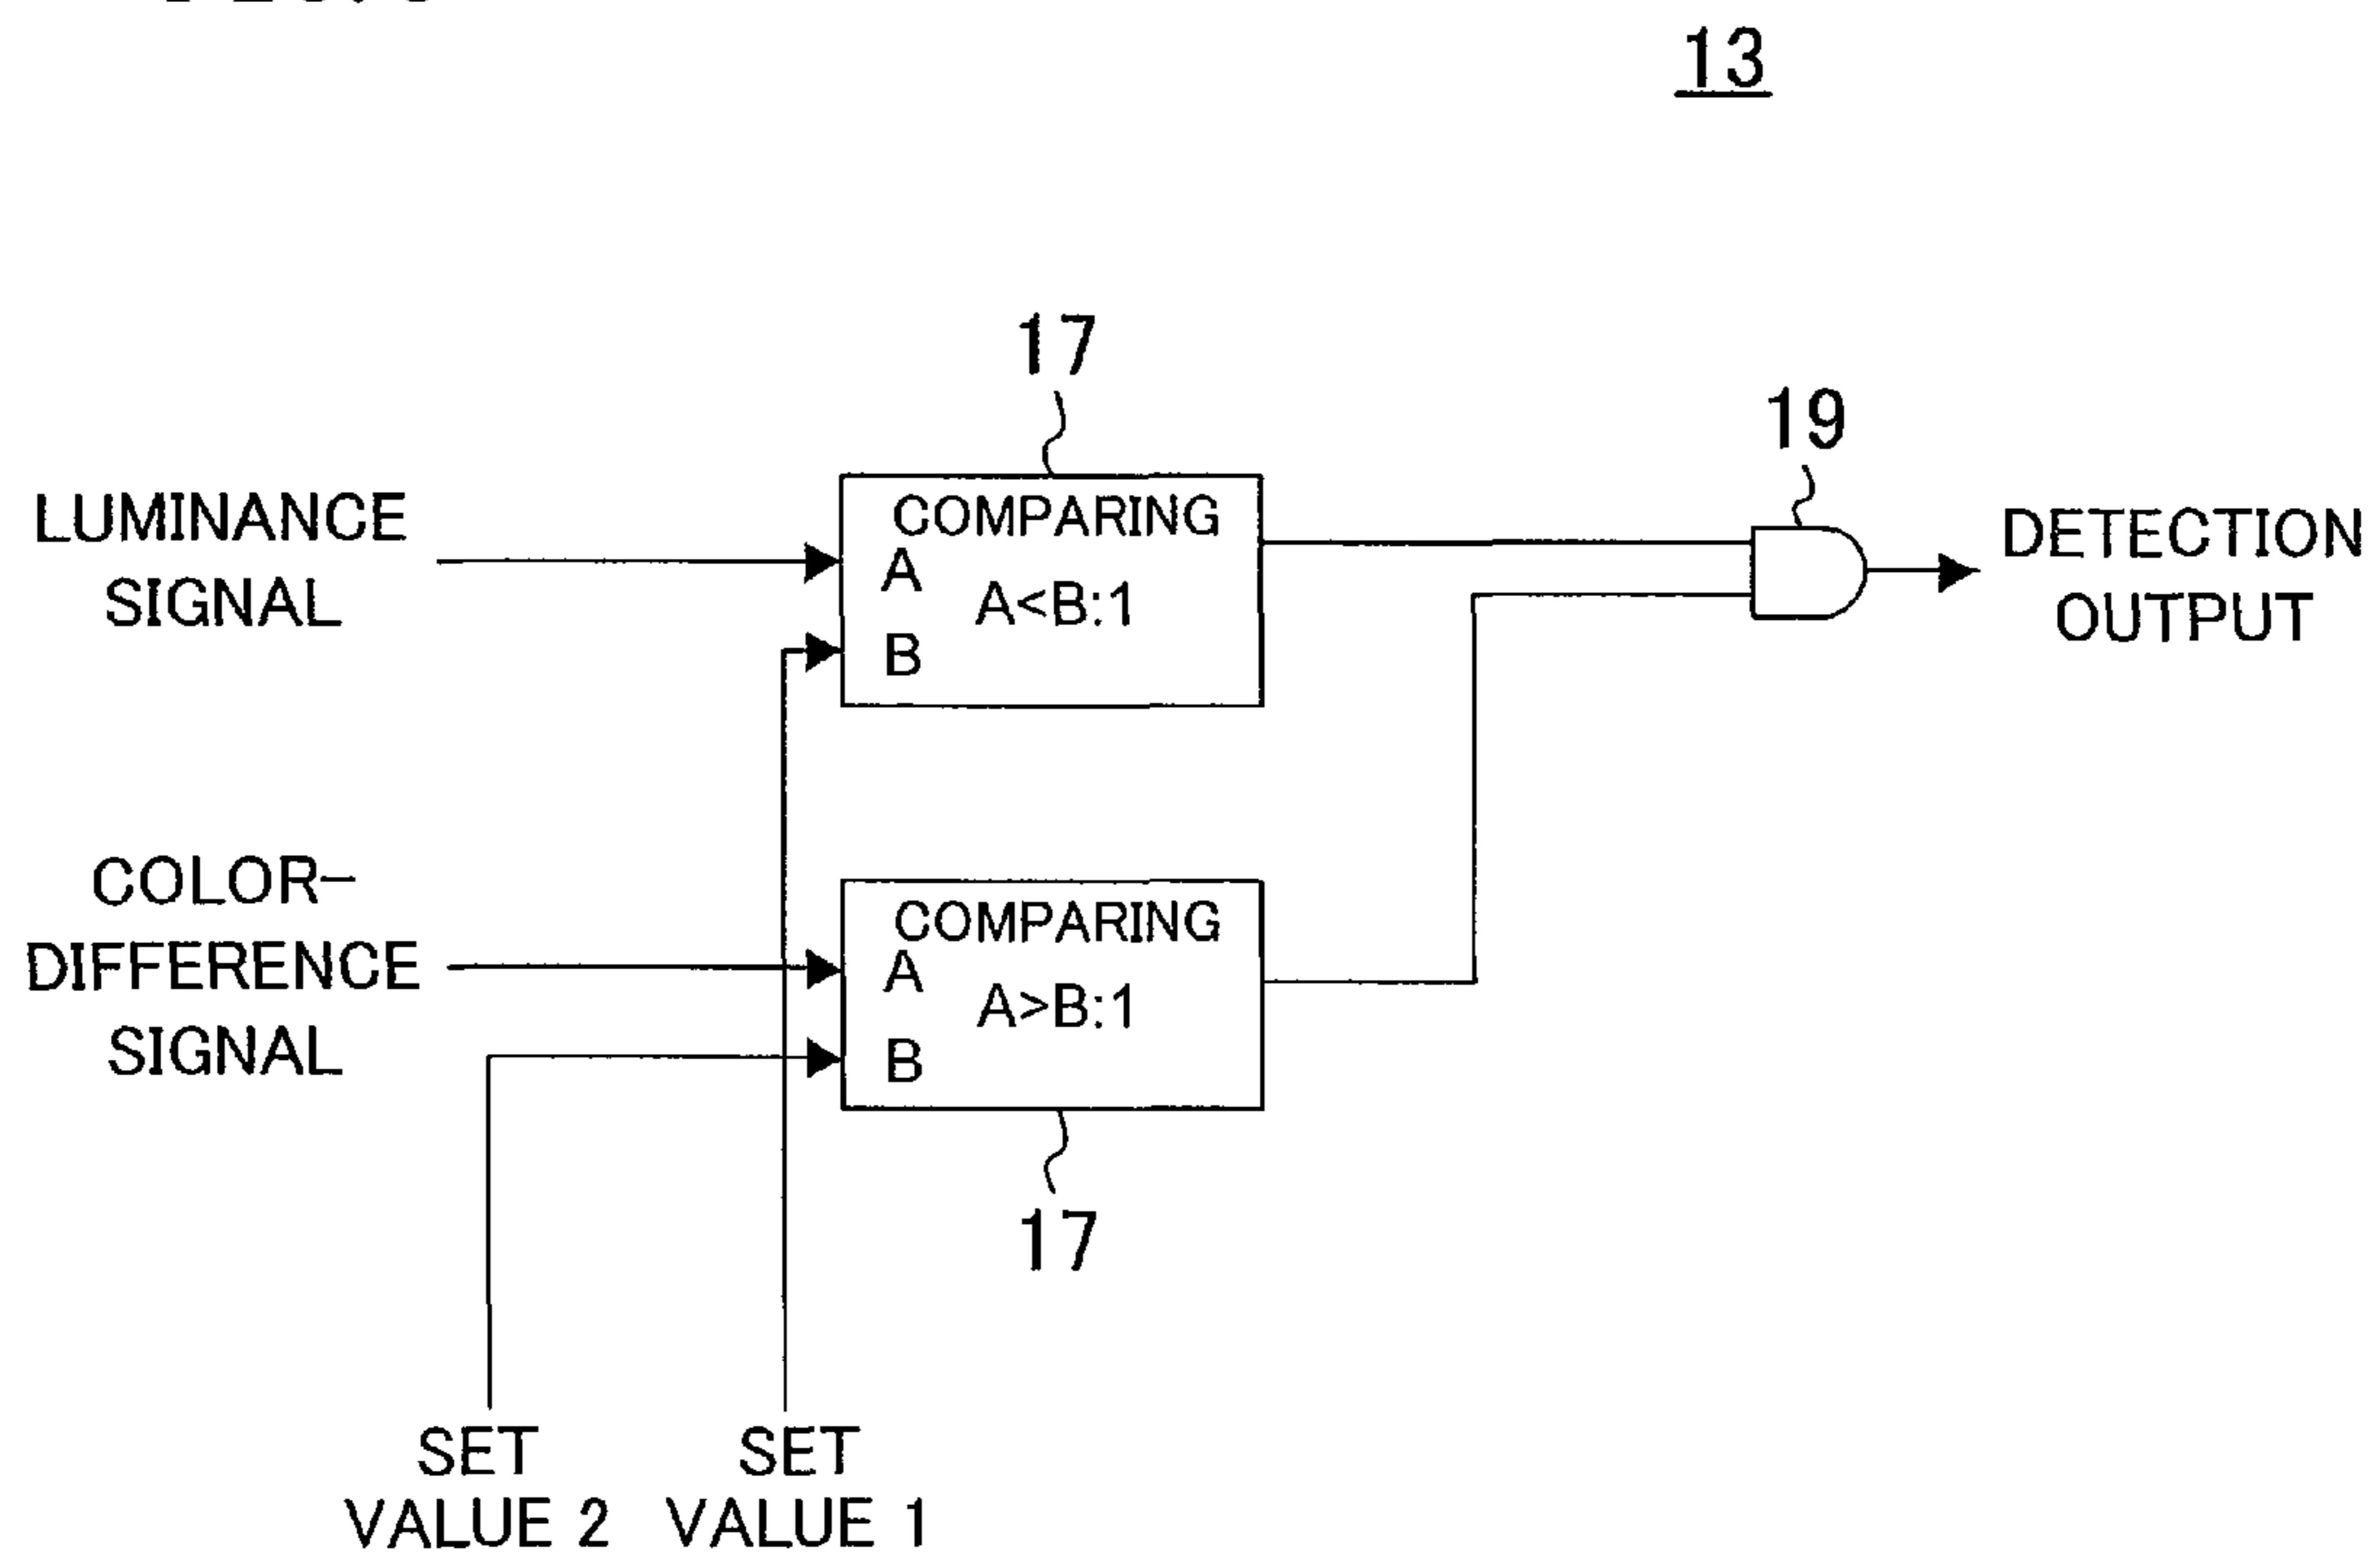 13
17
19
LUMINANCE
SIGNAL
COMPARING
A
A<B:1
B
DETECTION
OUTPUT
COLOR-
DIFFERENCE
SIGNAL
COMPARING
A
A>B:1
B
17
SET
VALUE 2
SET
VALUE 1